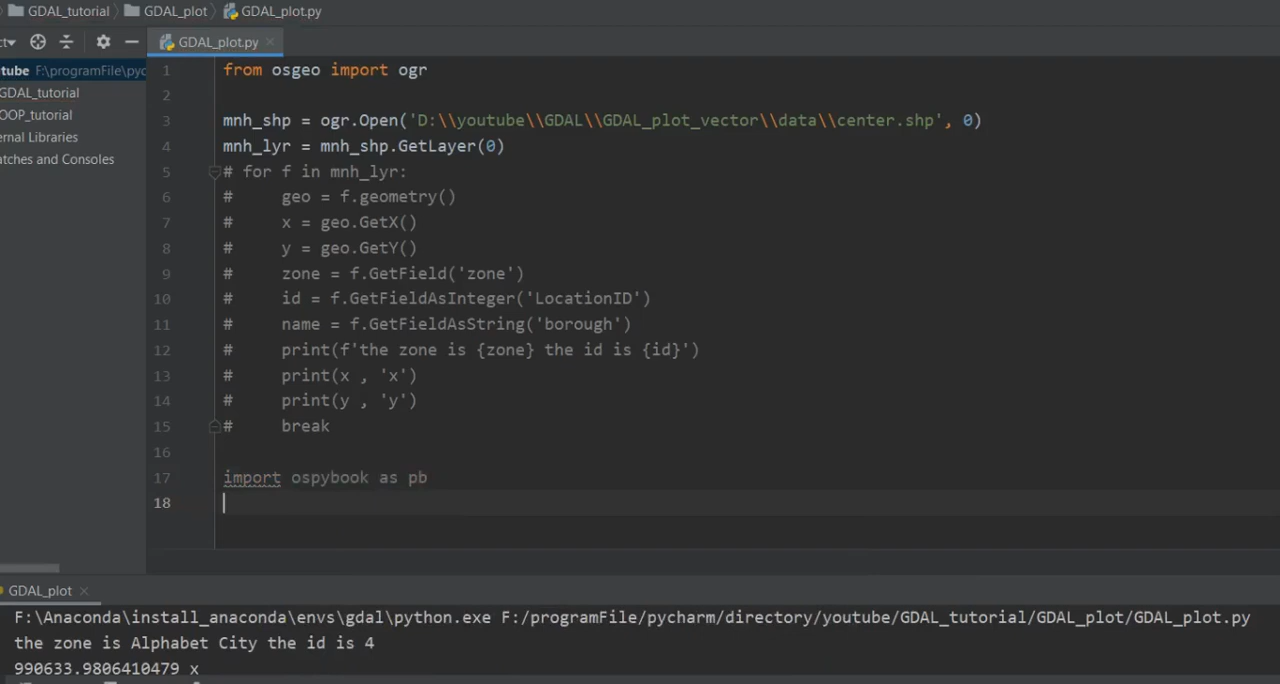 GDAL_tutorial GDAL_plot GDAL_plot.py
GDAL_plot.py
tube F:\programFile\pyc
GDAL_tutorial
OOP_tutorial
ernal Libraries
atches and Consoles
1 from osgeo import ogr
2
3 mnh_shp = ogr.Open('D:\\youtube\\GDAL\\GDAL_plot_vector\\data\\center.shp', 0)
4 mnh_lyr = mnh_shp.GetLayer(0)
5 # for f in mnh_lyr:
6 #     geo = f.geometry()
7 #     x = geo.GetX()
8 #     y = geo.GetY()
9 #     zone = f.GetField('zone')
10 #     id = f.GetFieldAsInteger('LocationID')
11 #     name = f.GetFieldAsString('borough')
12 #     print(f'the zone is {zone} the id is {id}')
13 #     print(x , 'x')
14 #     print(y , 'y')
15 #     break
16
17 import ospybook as pb
18
GDAL_plot
F:\Anaconda\install_anaconda\envs\gdal\python.exe F:/programFile/pycharm/directory/youtube/GDAL_tutorial/GDAL_plot/GDAL_plot.py
the zone is Alphabet City the id is 4
990633.9806410479 x